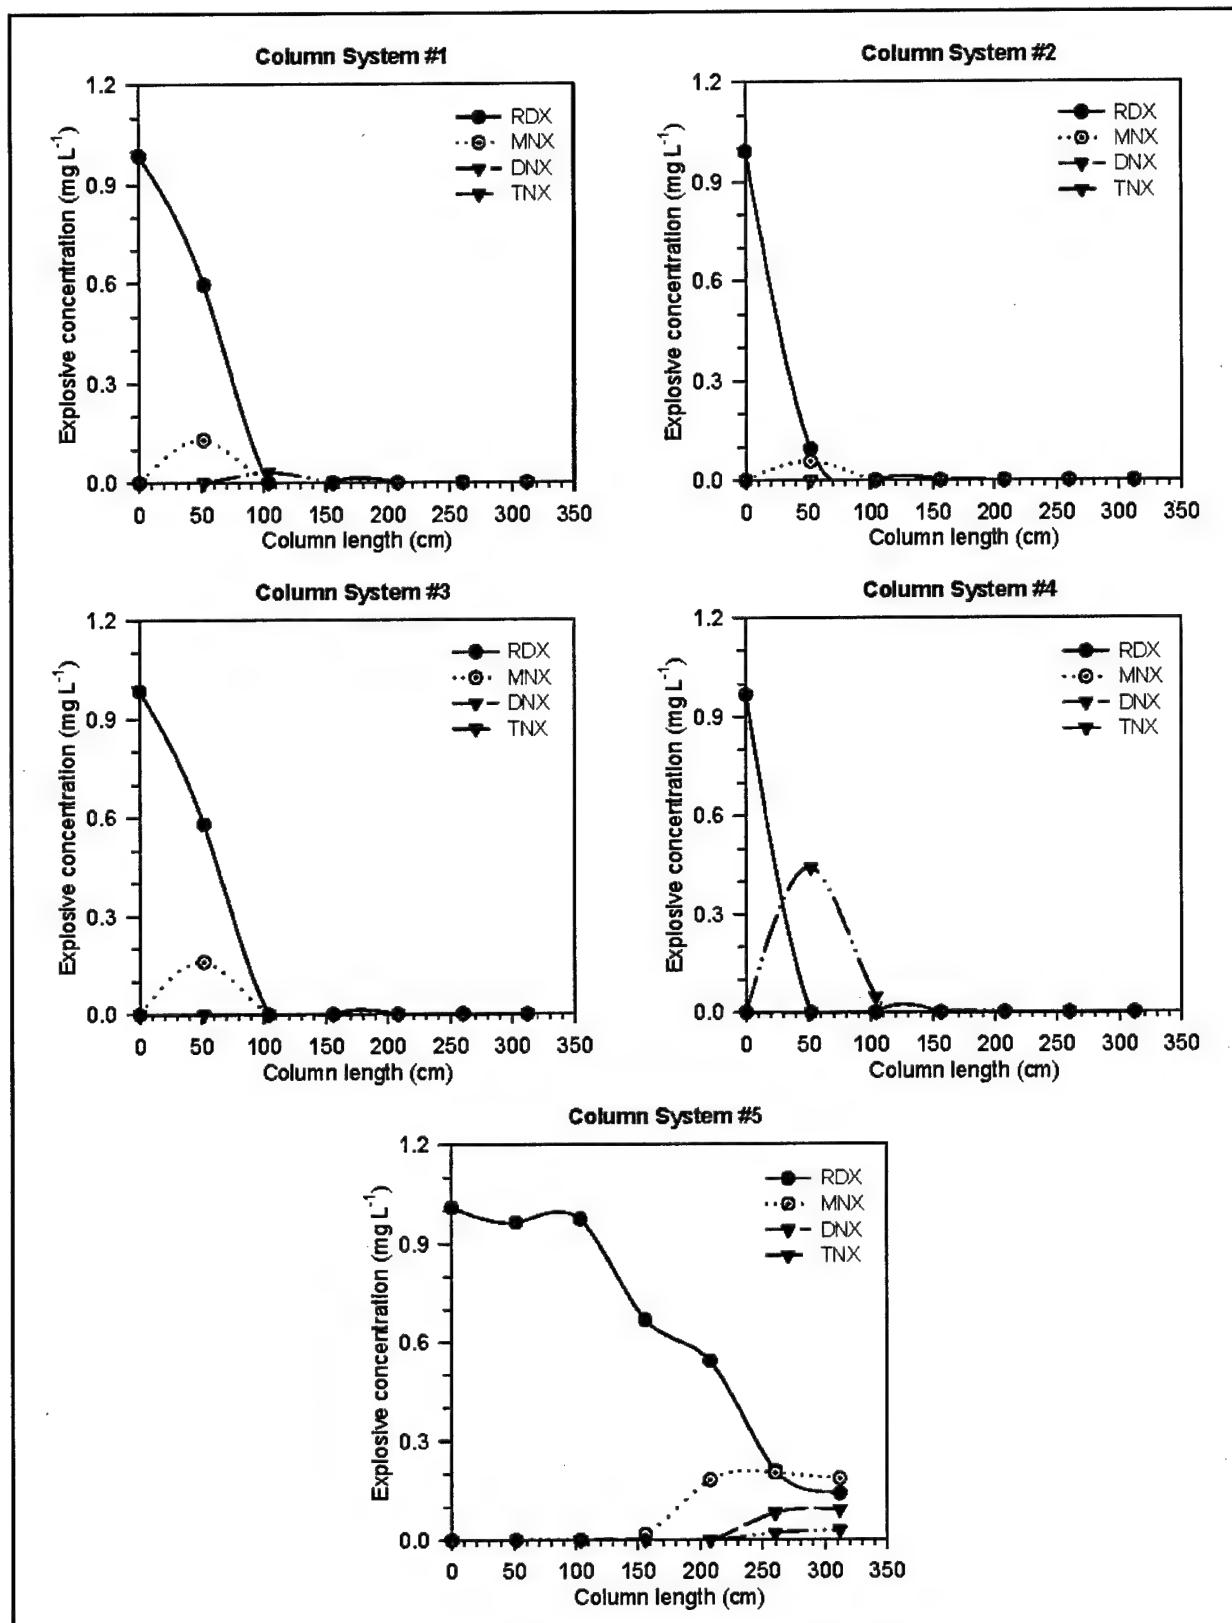 Column System #1
Explosive concentration (mg L⁻¹)
1.2
0.9
0.6
0.3
0.0
RDX
MNX
DNX
TNX
0 50 100 150 200 250 300 350
Column length (cm)
Column System #2
Explosive concentration (mg L⁻¹)
1.2
0.9
0.6
0.3
0.0
RDX
MNX
DNX
TNX
0 50 100 150 200 250 300 350
Column length (cm)
Column System #3
Explosive concentration (mg L⁻¹)
1.2
0.9
0.6
0.3
0.0
RDX
MNX
DNX
TNX
0 50 100 150 200 250 300 350
Column length (cm)
Column System #4
Explosive concentration (mg L⁻¹)
1.2
0.9
0.6
0.3
0.0
RDX
MNX
DNX
TNX
0 50 100 150 200 250 300 350
Column length (cm)
Column System #5
Explosive concentration (mg L⁻¹)
1.2
0.9
0.6
0.3
0.0
RDX
MNX
DNX
TNX
0 50 100 150 200 250 300 350
Column length (cm)